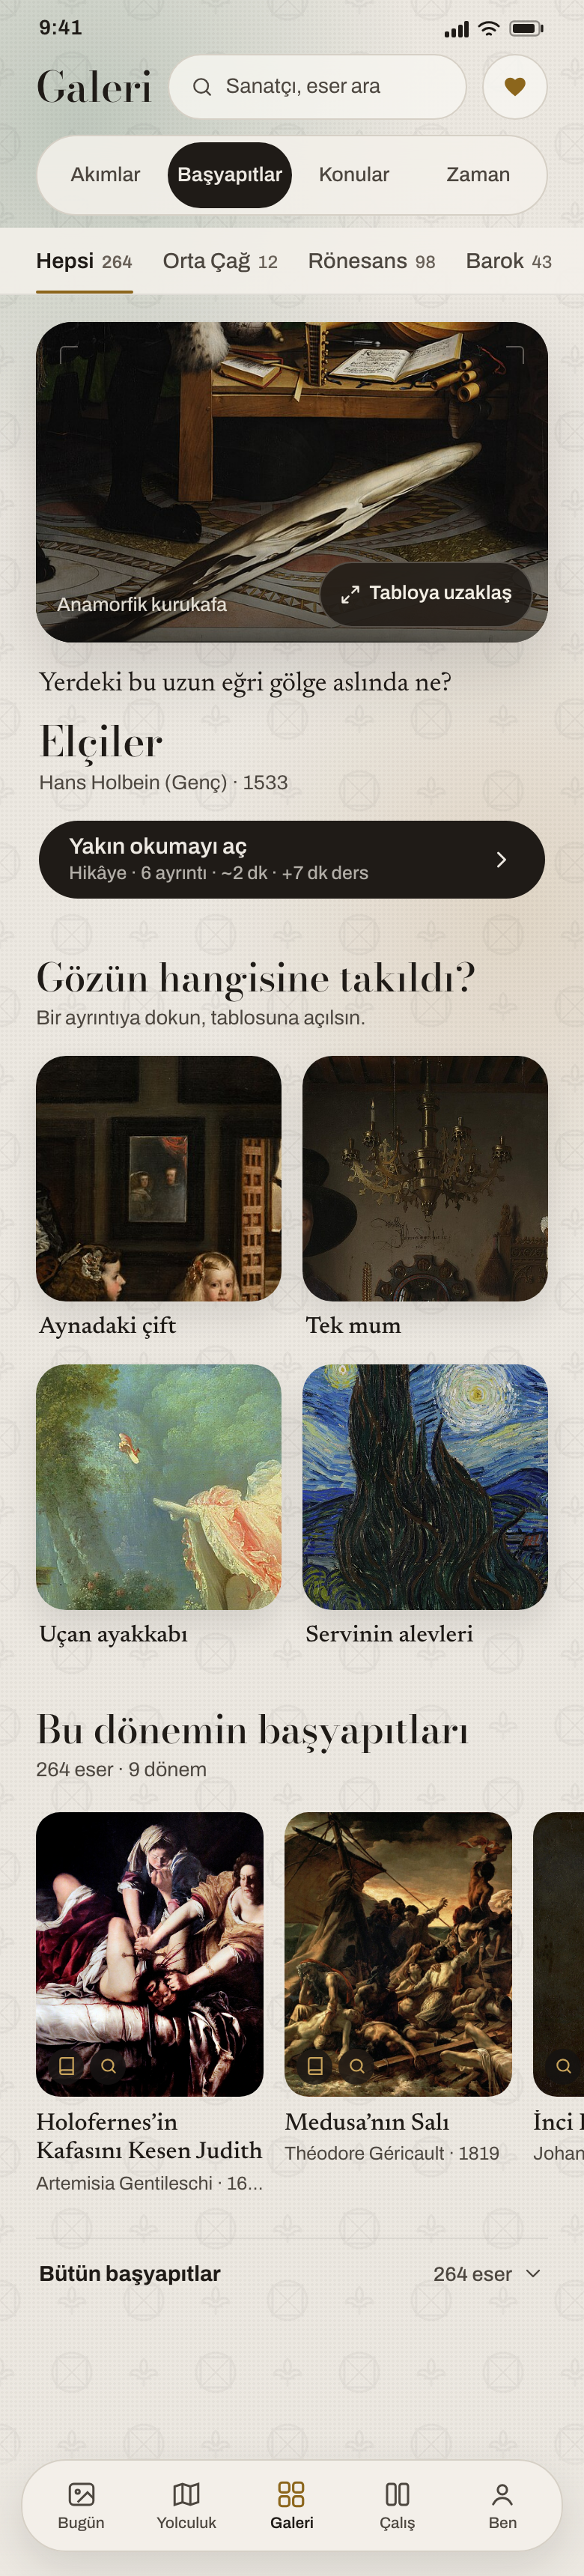 9:41
Galeri
Sanatçı, eser ara
Akımlar
Başyapıtlar
Konular
Zaman
Hepsi 264
Orta Çağ 12
Rönesans 98
Barok 43
Anamorfik kurukafa
Tabloya uzaklaş
Yerdeki bu uzun eğri gölge aslında ne?
Elçiler
Hans Holbein (Genç) · 1533
Yakın okumayı aç
Hikâye · 6 ayrıntı · ~2 dk · +7 dk ders
Gözün hangisine takıldı?
Bir ayrıntıya dokun, tablosuna açılsın.
Aynadaki çift
Tek mum
Uçan ayakkabı
Servinin alevleri
Bu dönemin başyapıtları
264 eser · 9 dönem
Holofernes’in
Kafasını Kesen Judith
Artemisia Gentileschi · 16…
Medusa’nın Salı
Théodore Géricault · 1819
İnci
Johan
Bütün başyapıtlar
264 eser
Bugün
Yolculuk
Galeri
Çalış
Ben